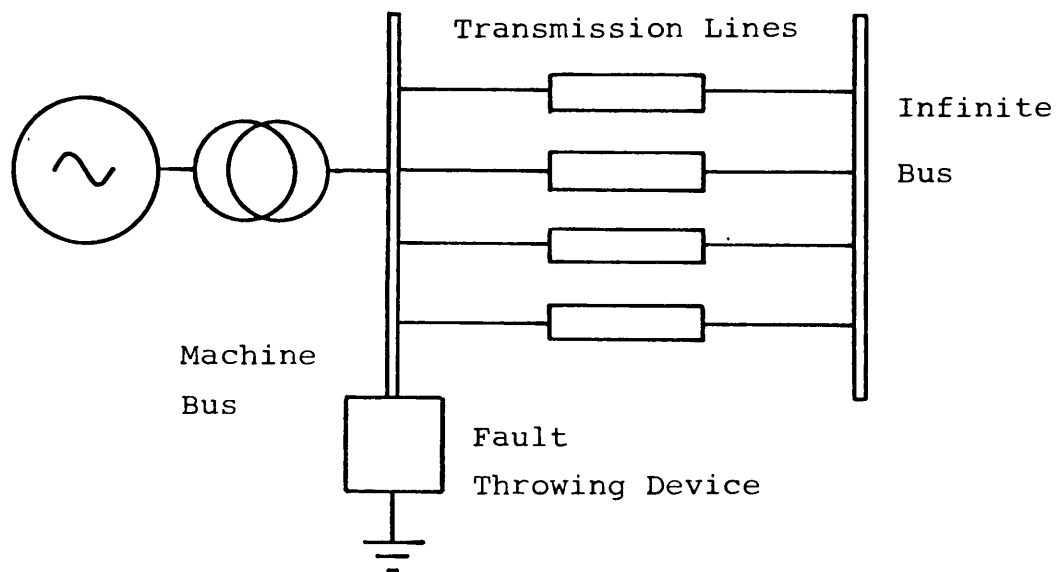 Transmission Lines
Infinite
Bus
Machine
Bus
Fault
Throwing Device